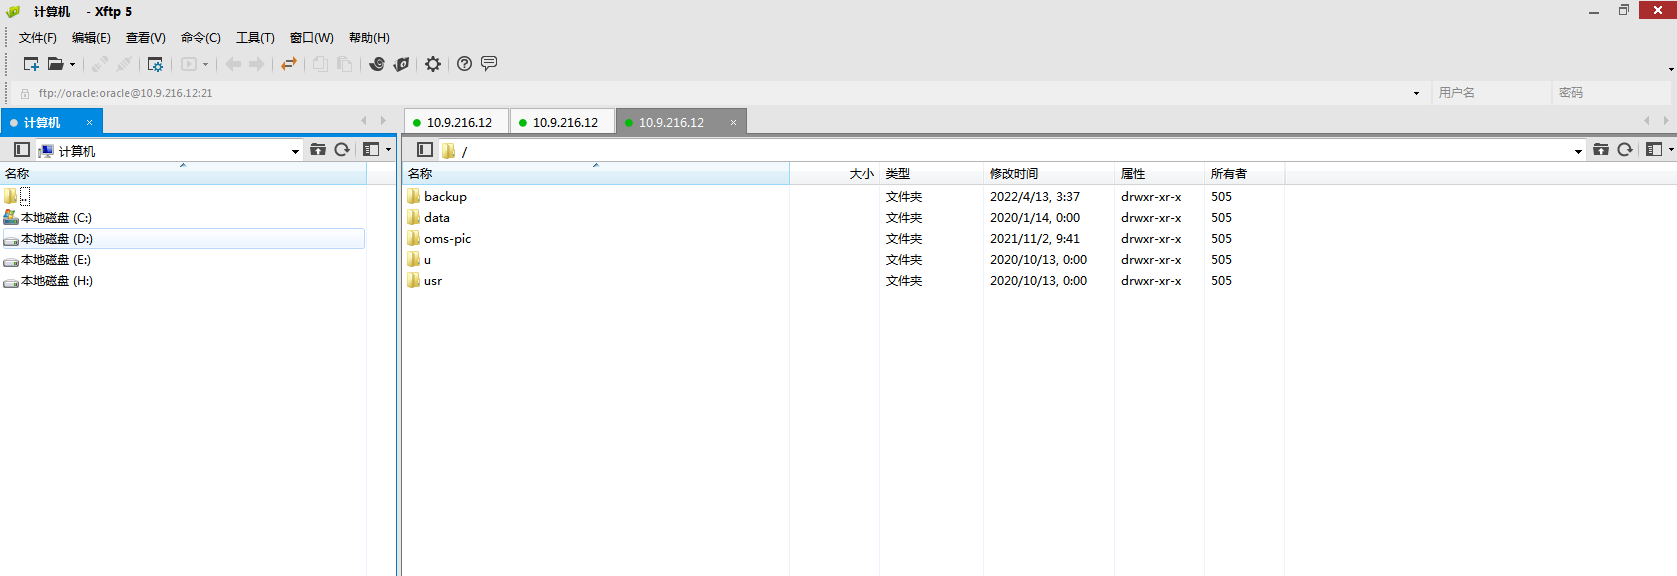 计算机 - Xftp 5
文件(F) 编辑(E) 查看(V) 命令(C) 工具(T) 窗口(W) 帮助(H)
ftp://oracle:oracle@10.9.216.12:21 用户名 密码
计算机 × 10.9.216.12 10.9.216.12 10.9.216.12 ×
计算机 /
名称 名称 大小 类型 修改时间 属性 所有者
.. backup 文件夹 2022/4/13, 3:37 drwxr-xr-x 505
本地磁盘 (C:) data 文件夹 2020/1/14, 0:00 drwxr-xr-x 505
本地磁盘 (D:) oms-pic 文件夹 2021/11/2, 9:41 drwxr-xr-x 505
本地磁盘 (E:) u 文件夹 2020/10/13, 0:00 drwxr-xr-x 505
本地磁盘 (H:) usr 文件夹 2020/10/13, 0:00 drwxr-xr-x 505